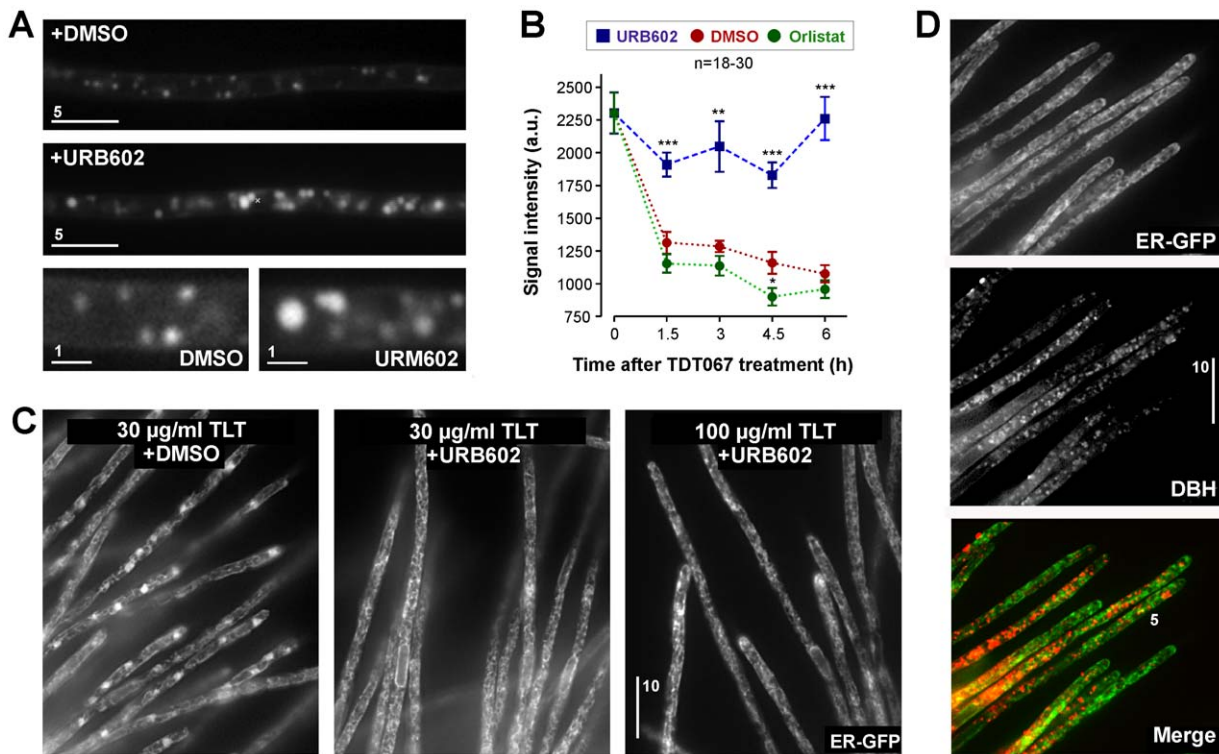 A
+DMSO
5
+URB602
5
1
DMSO
1
URM602
B
URB602 DMSO Orlistat
n=18-30
Signal intensity (a.u.)
2500
2250
2000
1750
1500
1250
1000
750
***
**
***
***
*
0 1.5 3 4.5 6
Time after TDT067 treatment (h)
C
30 µg/ml TLT
+DMSO
30 µg/ml TLT
+URB602
100 µg/ml TLT
+URB602
10
ER-GFP
D
ER-GFP
10
DBH
5
Merge